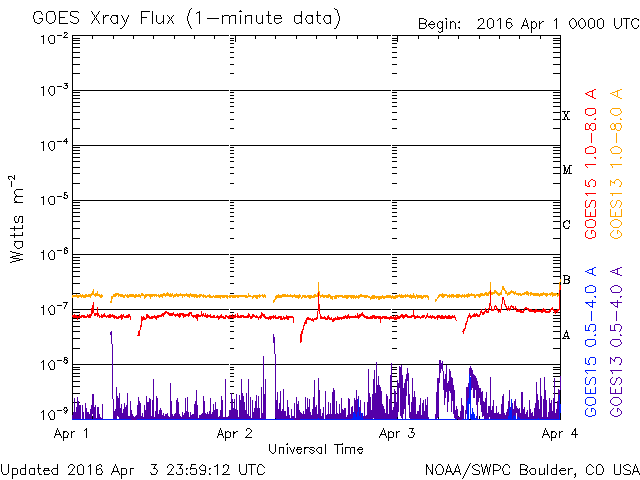 GOES Xray Flux (1-minute data)
Begin: 2016 Apr 1 0000 UTC
10-2
10-3
10-4
10-5
10-6
10-7
10-8
10-9
Watts m-2
X
M
C
B
A
GOES15 1.0-8.0 A
GOES13 1.0-8.0 A
GOES15 0.5-4.0 A
GOES13 0.5-4.0 A
Apr 1
Apr 2
Apr 3
Apr 4
Universal Time
Updated 2016 Apr 3 23:59:12 UTC
NOAA/SWPC Boulder, CO USA